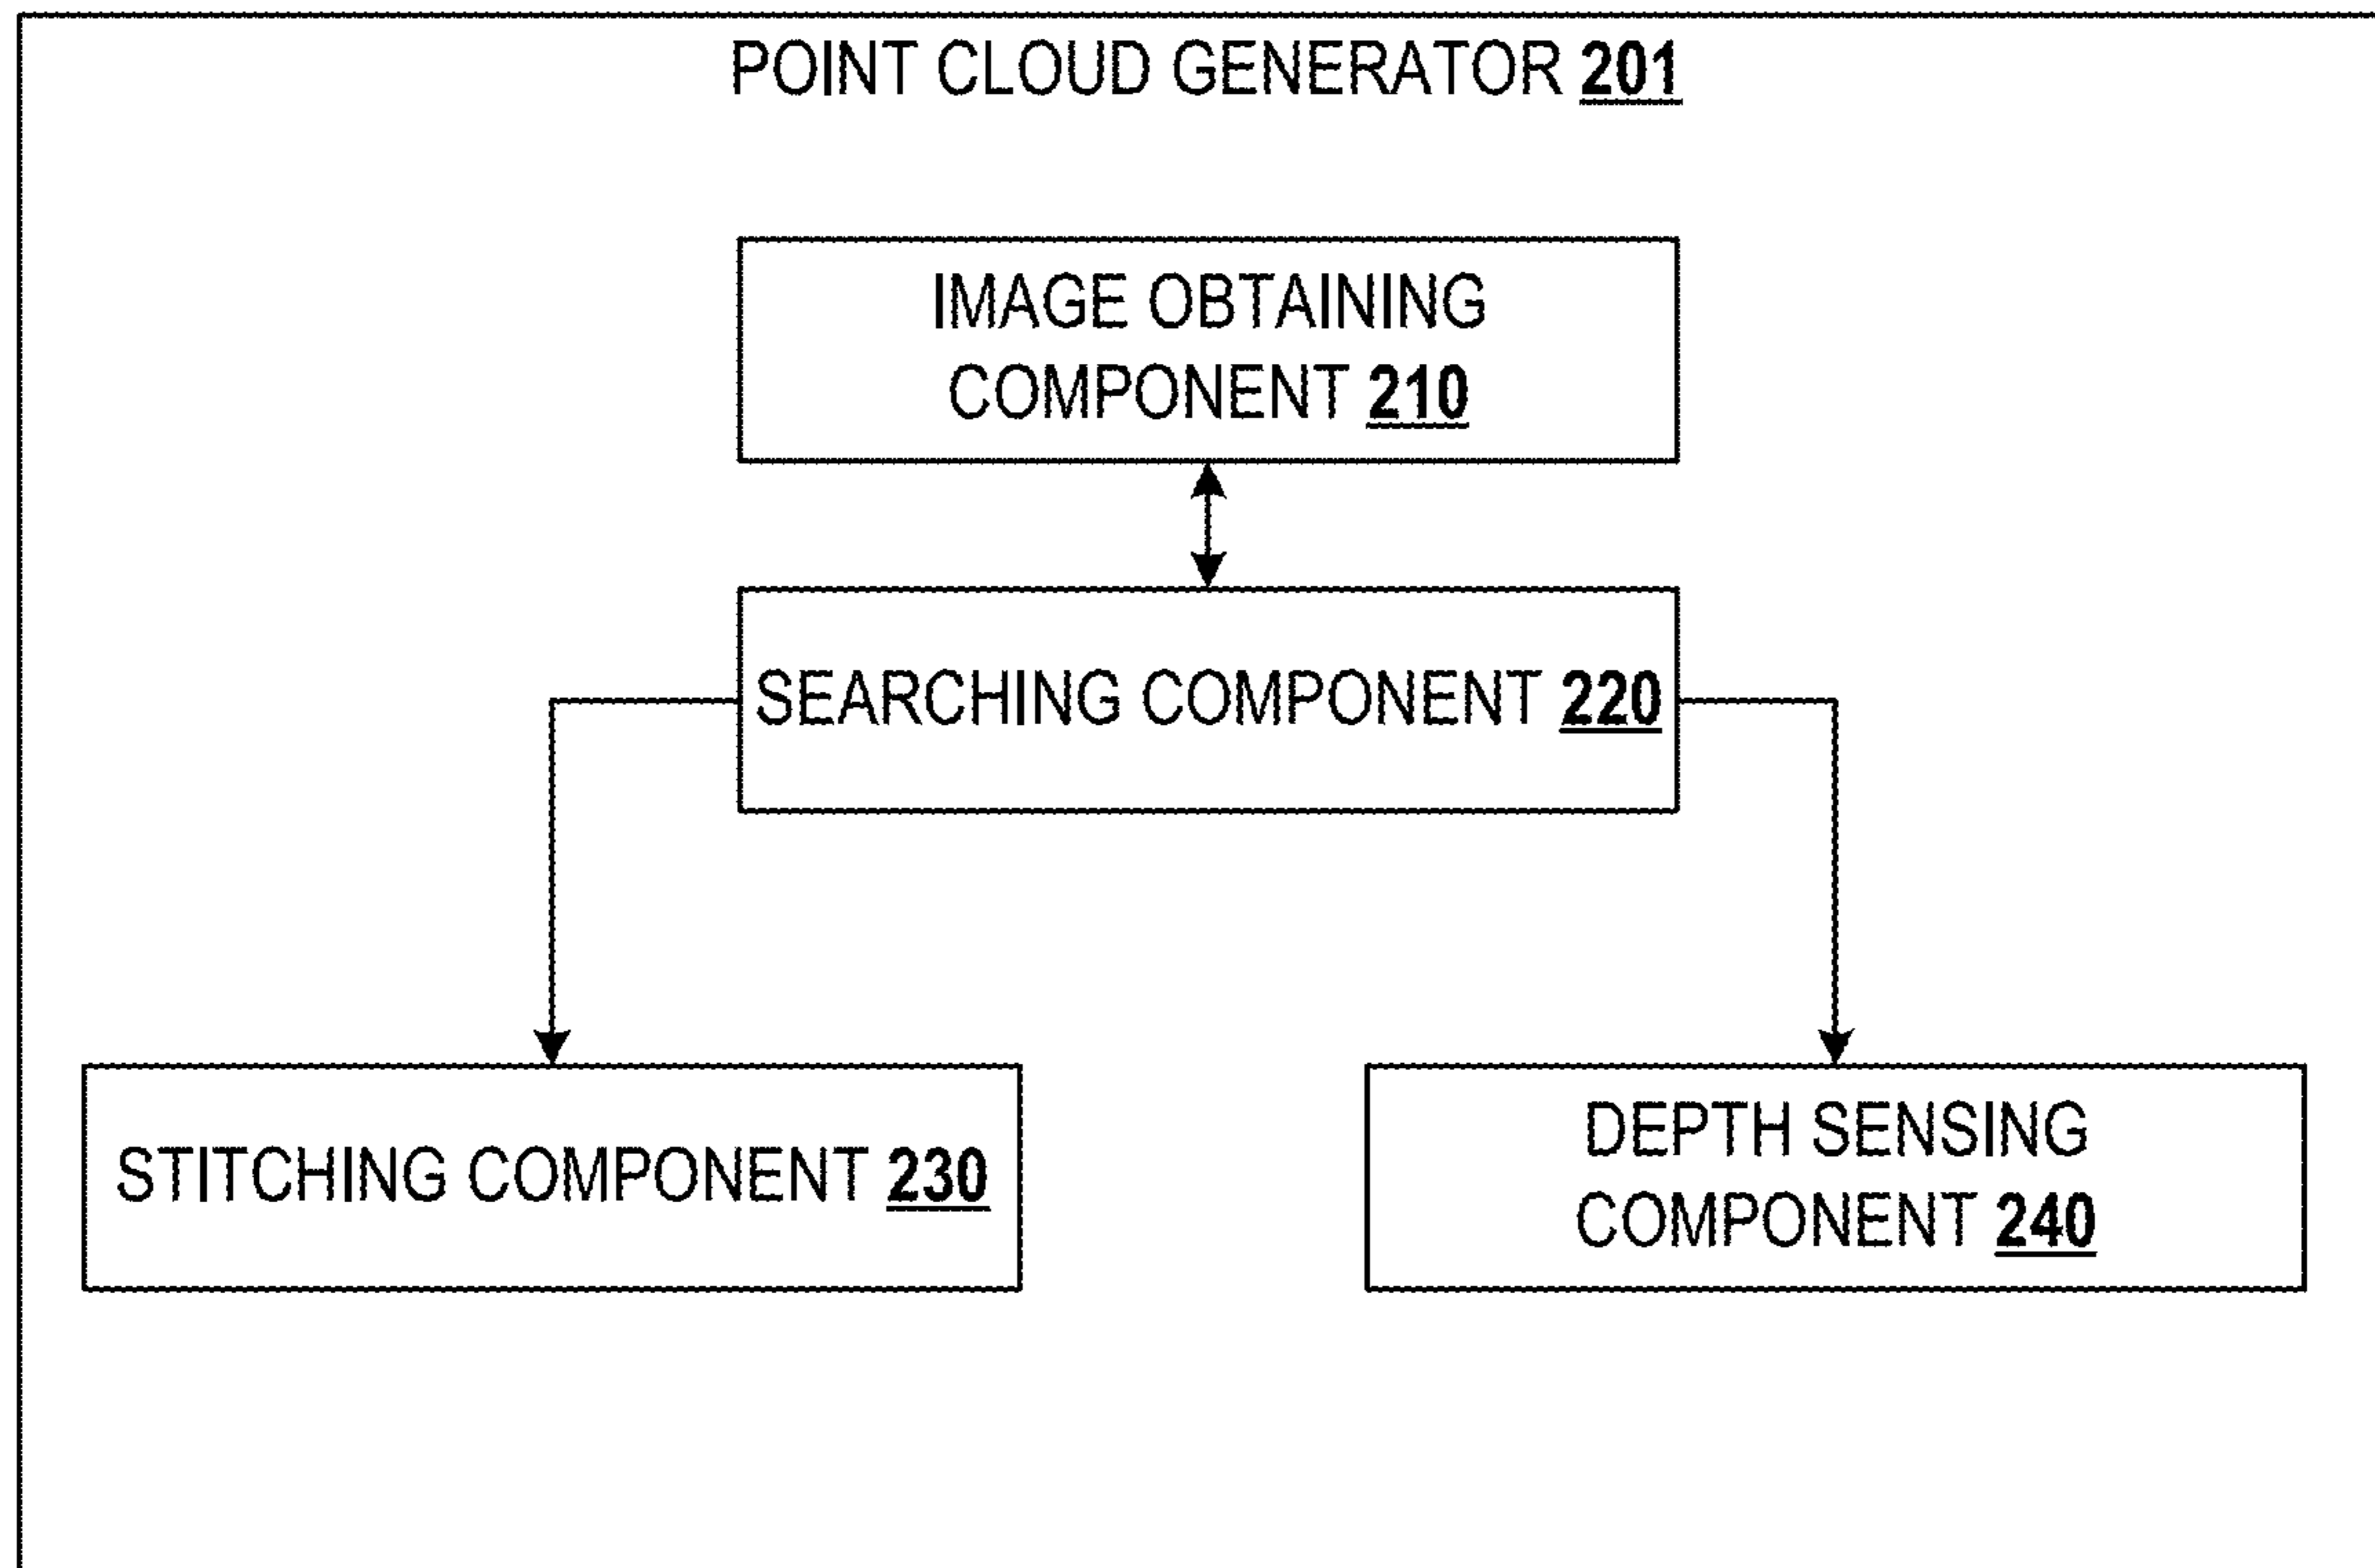 POINT CLOUD GENERATOR 201
IMAGE OBTAINING
COMPONENT 210
SEARCHING COMPONENT 220
STITCHING COMPONENT 230
DEPTH SENSING
COMPONENT 240